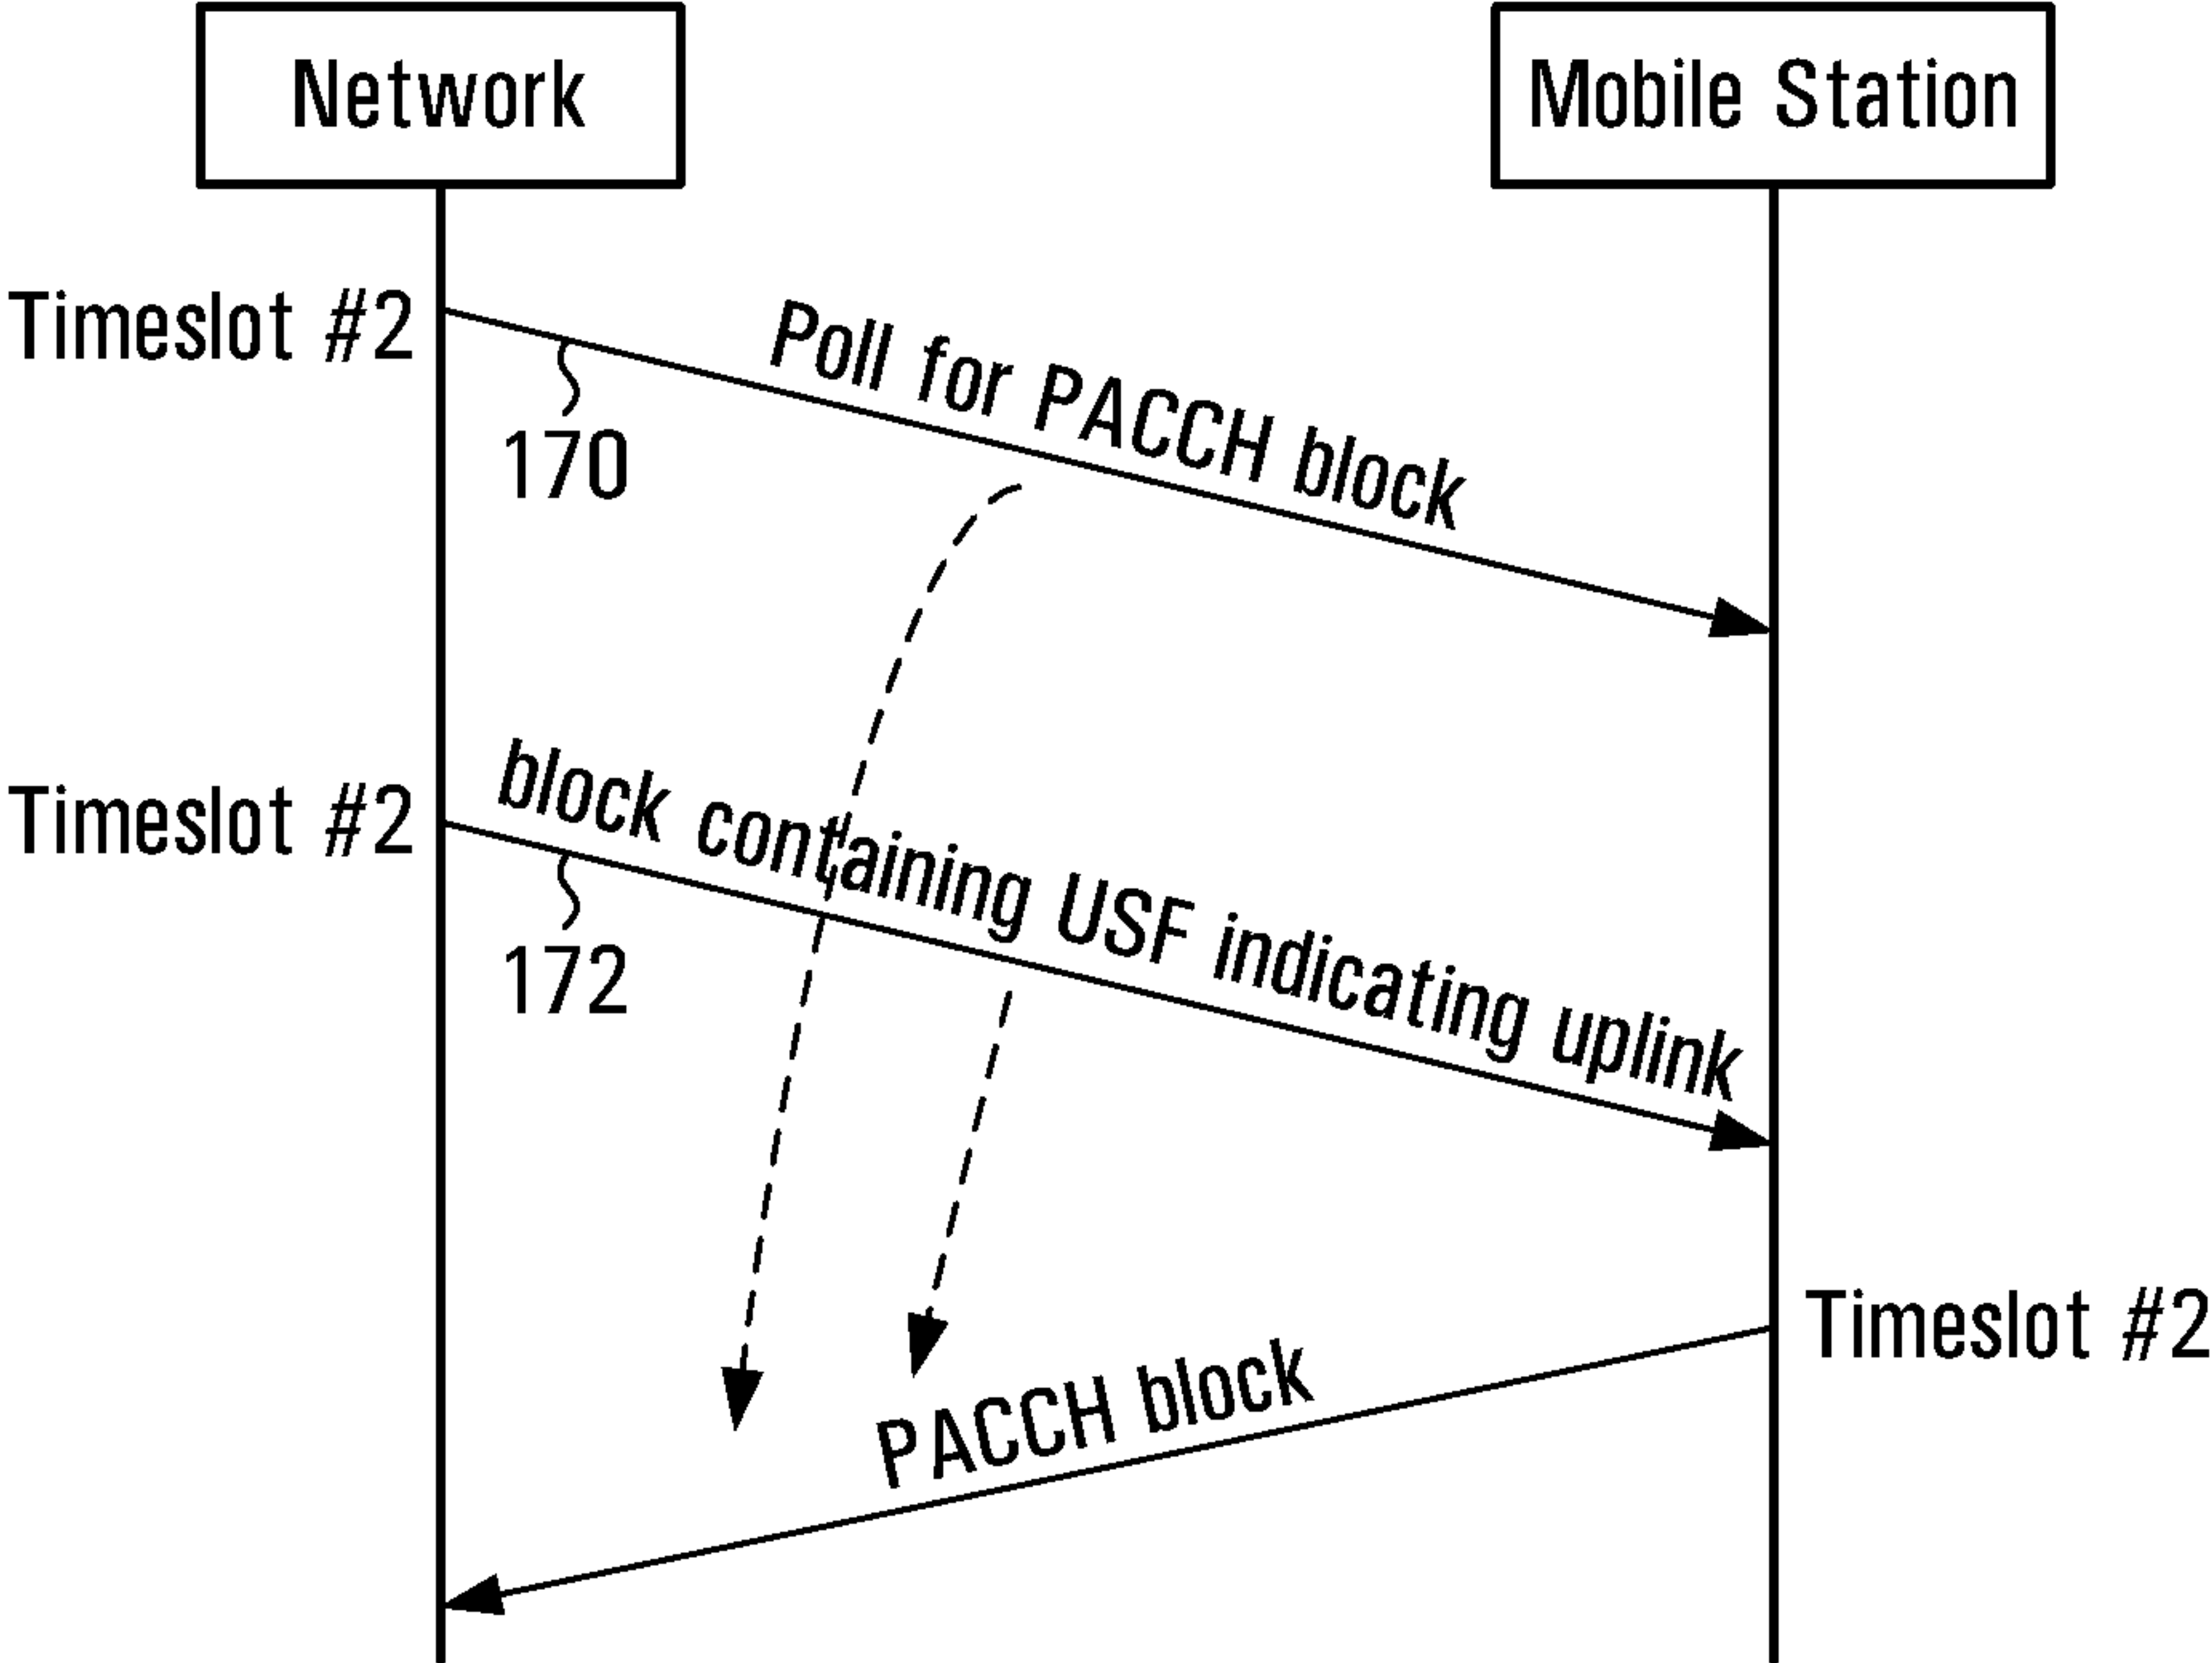 Network
Mobile Station
Timeslot #2
Poll for PACCH block
170
Timeslot #2
block containing USF indicating uplink
172
Timeslot #2
PACCH block